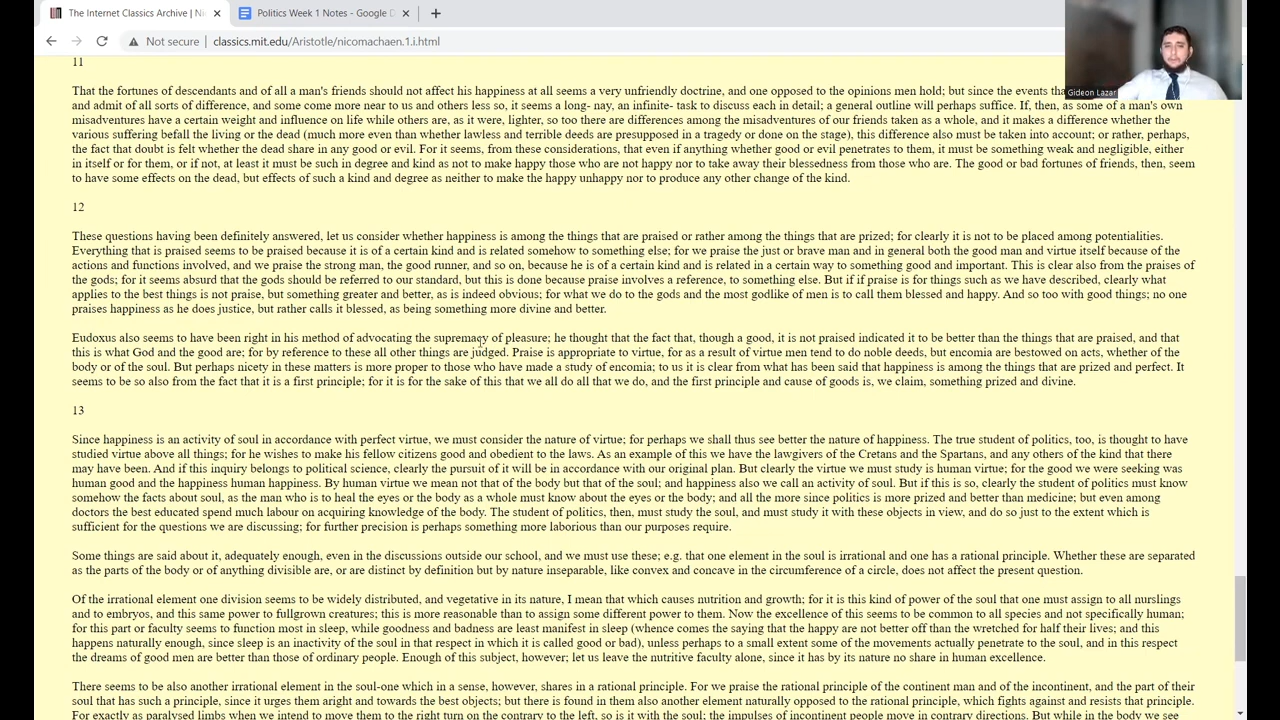 The Internet Classics Archive | Ni
Politics Week 1 Notes - Google D
Not secure
classics.mit.edu/Aristotle/nicomachaen.1.i.html
Gideon Lazar
11
That the fortunes of descendants and of all a man's friends should not affect his happiness at all seems a very unfriendly doctrine, and one opposed to the opinions men hold; but since the events tha
and admit of all sorts of difference, and some come more near to us and others less so, it seems a long- nay, an infinite- task to discuss each in detail; a general outline will perhaps suffice. If, then, as some of a man's own
misadventures have a certain weight and influence on life while others are, as it were, lighter, so too there are differences among the misadventures of our friends taken as a whole, and it makes a difference whether the
various suffering befall the living or the dead (much more even than whether lawless and terrible deeds are presupposed in a tragedy or done on the stage), this difference also must be taken into account; or rather, perhaps,
the fact that doubt is felt whether the dead share in any good or evil. For it seems, from these considerations, that even if anything whether good or evil penetrates to them, it must be something weak and negligible, either
in itself or for them, or if not, at least it must be such in degree and kind as not to make happy those who are not happy nor to take away their blessedness from those who are. The good or bad fortunes of friends, then, seem
to have some effects on the dead, but effects of such a kind and degree as neither to make the happy unhappy nor to produce any other change of the kind.
12
These questions having been definitely answered, let us consider whether happiness is among the things that are praised or rather among the things that are prized; for clearly it is not to be placed among potentialities.
Everything that is praised seems to be praised because it is of a certain kind and is related somehow to something else; for we praise the just or brave man and in general both the good man and virtue itself because of the
actions and functions involved, and we praise the strong man, the good runner, and so on, because he is of a certain kind and is related in a certain way to something good and important. This is clear also from the praises of
the gods; for it seems absurd that the gods should be referred to our standard, but this is done because praise involves a reference, to something else. But if if praise is for things such as we have described, clearly what
applies to the best things is not praise, but something greater and better, as is indeed obvious; for what we do to the gods and the most godlike of men is to call them blessed and happy. And so too with good things; no one
praises happiness as he does justice, but rather calls it blessed, as being something more divine and better.
Eudoxus also seems to have been right in his method of advocating the supremacy of pleasure; he thought that the fact that, though a good, it is not praised indicated it to be better than the things that are praised, and that
this is what God and the good are; for by reference to these all other things are judged. Praise is appropriate to virtue, for as a result of virtue men tend to do noble deeds, but encomia are bestowed on acts, whether of the
body or of the soul. But perhaps nicety in these matters is more proper to those who have made a study of encomia; to us it is clear from what has been said that happiness is among the things that are prized and perfect. It
seems to be so also from the fact that it is a first principle; for it is for the sake of this that we all do all that we do, and the first principle and cause of goods is, we claim, something prized and divine.
13
Since happiness is an activity of soul in accordance with perfect virtue, we must consider the nature of virtue; for perhaps we shall thus see better the nature of happiness. The true student of politics, too, is thought to have
studied virtue above all things; for he wishes to make his fellow citizens good and obedient to the laws. As an example of this we have the lawgivers of the Cretans and the Spartans, and any others of the kind that there
may have been. And if this inquiry belongs to political science, clearly the pursuit of it will be in accordance with our original plan. But clearly the virtue we must study is human virtue; for the good we were seeking was
human good and the happiness human happiness. By human virtue we mean not that of the body but that of the soul; and happiness also we call an activity of soul. But if this is so, clearly the student of politics must know
somehow the facts about soul, as the man who is to heal the eyes or the body as a whole must know about the eyes or the body; and all the more since politics is more prized and better than medicine; but even among
doctors the best educated spend much labour on acquiring knowledge of the body. The student of politics, then, must study the soul, and must study it with these objects in view, and do so just to the extent which is
sufficient for the questions we are discussing; for further precision is perhaps something more laborious than our purposes require.
Some things are said about it, adequately enough, even in the discussions outside our school, and we must use these; e.g. that one element in the soul is irrational and one has a rational principle. Whether these are separated
as the parts of the body or of anything divisible are, or are distinct by definition but by nature inseparable, like convex and concave in the circumference of a circle, does not affect the present question.
Of the irrational element one division seems to be widely distributed, and vegetative in its nature, I mean that which causes nutrition and growth; for it is this kind of power of the soul that one must assign to all nurslings
and to embryos, and this same power to fullgrown creatures; this is more reasonable than to assign some different power to them. Now the excellence of this seems to be common to all species and not specifically human;
for this part or faculty seems to function most in sleep, while goodness and badness are least manifest in sleep (whence comes the saying that the happy are not better off than the wretched for half their lives; and this
happens naturally enough, since sleep is an inactivity of the soul in that respect in which it is called good or bad), unless perhaps to a small extent some of the movements actually penetrate to the soul, and in this respect
the dreams of good men are better than those of ordinary people. Enough of this subject, however; let us leave the nutritive faculty alone, since it has by its nature no share in human excellence.
There seems to be also another irrational element in the soul-one which in a sense, however, shares in a rational principle. For we praise the rational principle of the continent man and of the incontinent, and the part of their
soul that has such a principle, since it urges them aright and towards the best objects; but there is found in them also another element naturally opposed to the rational principle, which fights against and resists that principle.
For exactly as paralysed limbs when we intend to move them to the right turn on the contrary to the left, so is it with the soul; the impulses of incontinent people move in contrary directions. But while in the body we see